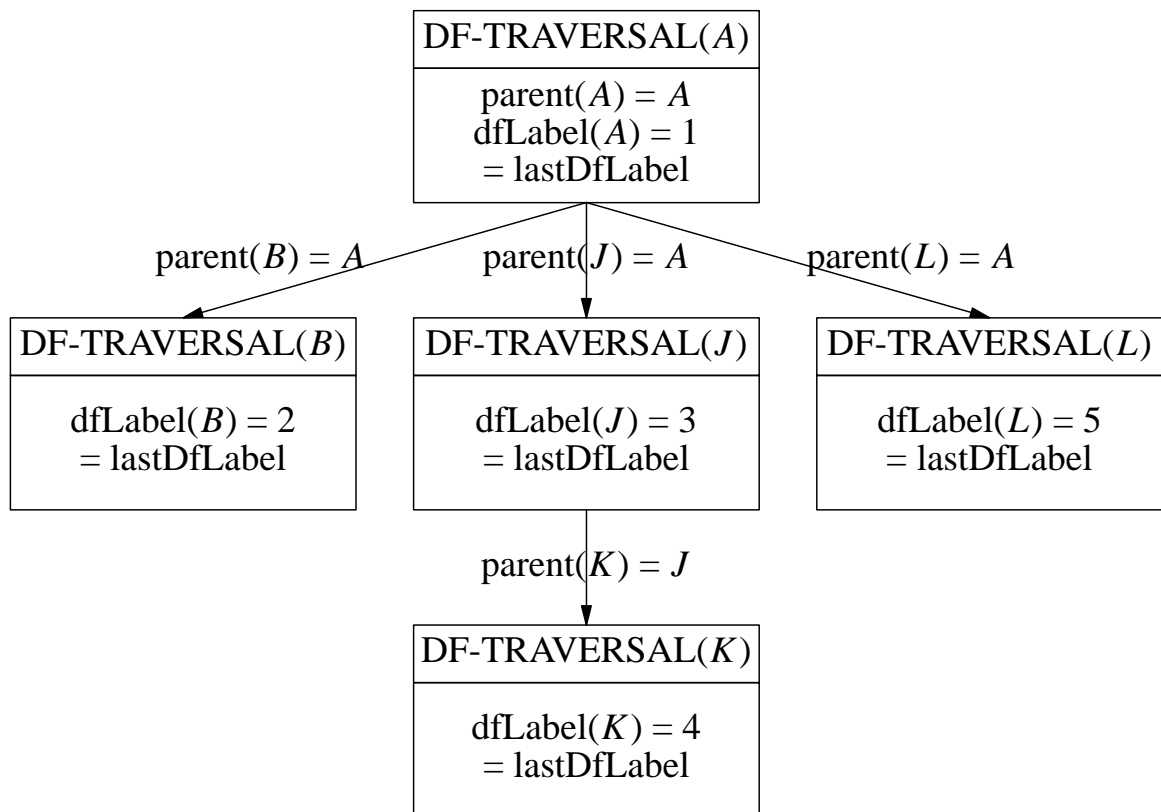 DF-TRAVERSAL(A)
parent(A) = A
dfLabel(A) = 1
= lastDfLabel
parent(B) = A
parent(J) = A
parent(L) = A
DF-TRAVERSAL(B)
dfLabel(B) = 2
= lastDfLabel
DF-TRAVERSAL(J)
dfLabel(J) = 3
= lastDfLabel
DF-TRAVERSAL(L)
dfLabel(L) = 5
= lastDfLabel
parent(K) = J
DF-TRAVERSAL(K)
dfLabel(K) = 4
= lastDfLabel